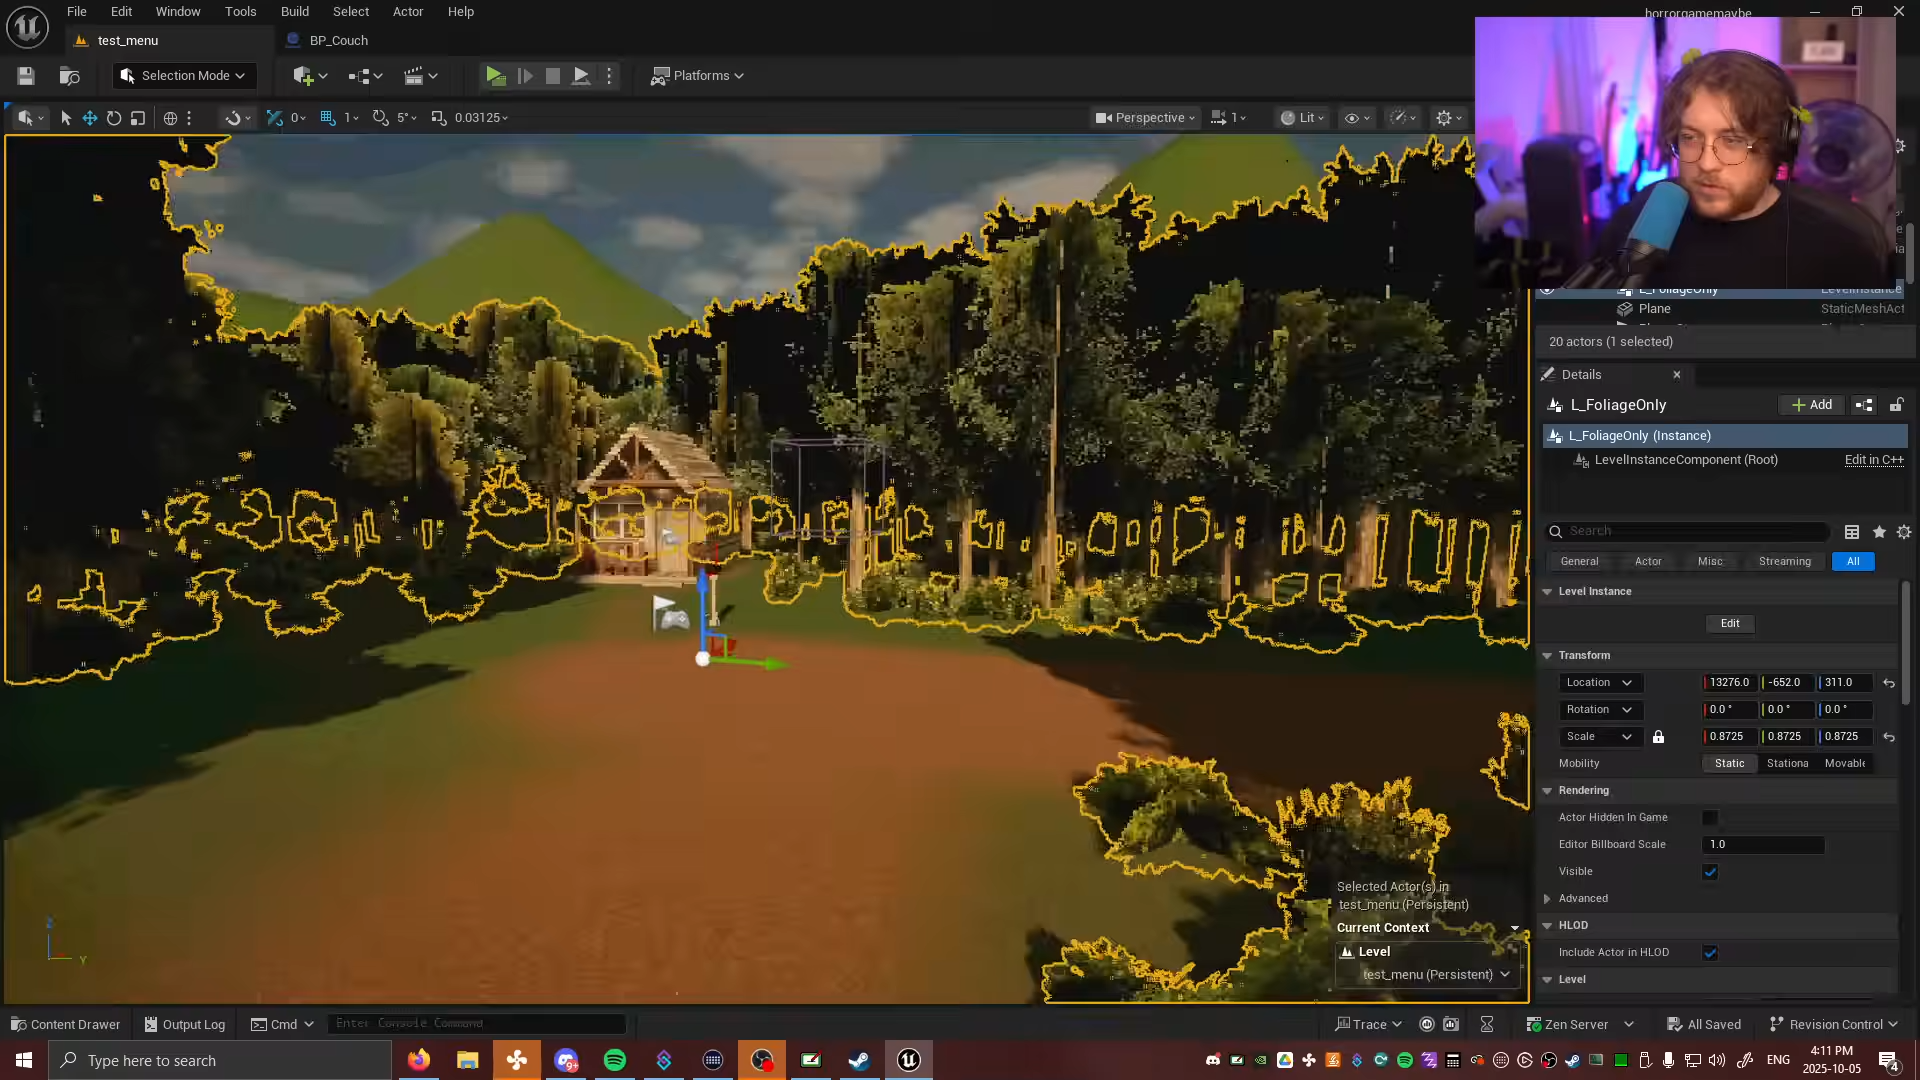 File Edit Window Tools Build Select Actor Help
horrorgamemaybe
test_menu
BP_Couch
Selection Mode
Platforms
0 1 5° 0.03125
Perspective 1 Lit
L_FoliageOnly LevelInstance
Plane StaticMeshAct
20 actors (1 selected)
Details
L_FoliageOnly
Add
L_FoliageOnly (Instance)
LevelInstanceComponent (Root) Edit in C++
Search
General Actor Misc Streaming All
Level Instance
Edit
Transform
Location 13276.0 -652.0 311.0
Rotation 0.0 ° 0.0 ° 0.0 °
Scale 0.8725 0.8725 0.8725
Mobility Static Stationa Movable
Rendering
Actor Hidden In Game
Editor Billboard Scale 1.0
Visible
Advanced
HLOD
Include Actor in HLOD
Level
Selected Actor(s) in
test_menu (Persistent)
Current Context
Level
test_menu (Persistent)
Z
Y
Content Drawer Output Log Cmd Enter Console Command
Trace Zen Server All Saved Revision Control
Type here to search
9+
ENG
4:11 PM
2025-10-05
4